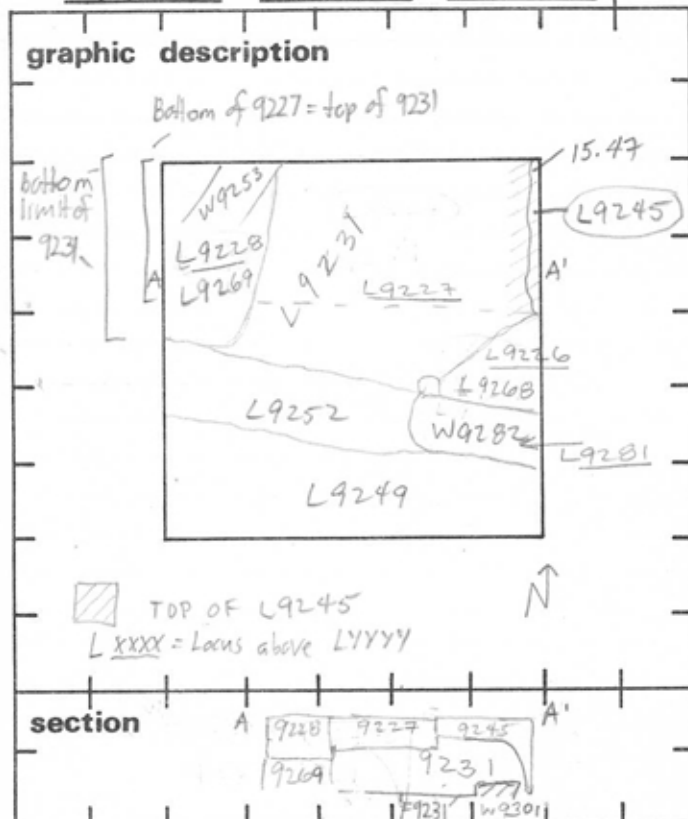 graphic description
Bottom of 9227 = top of 9231
Bottom
limit of
9231
15.47
W9253
L9245
L9228
A
L9269
9231
L9227
A'
L9226
L9268
L9252
W9282
L9281
L9249
TOP OF L9245
N
L XXXX = Locus above LYYYY
section
A
9228
9227
9245
A'
9269
9231
F9231
W9301